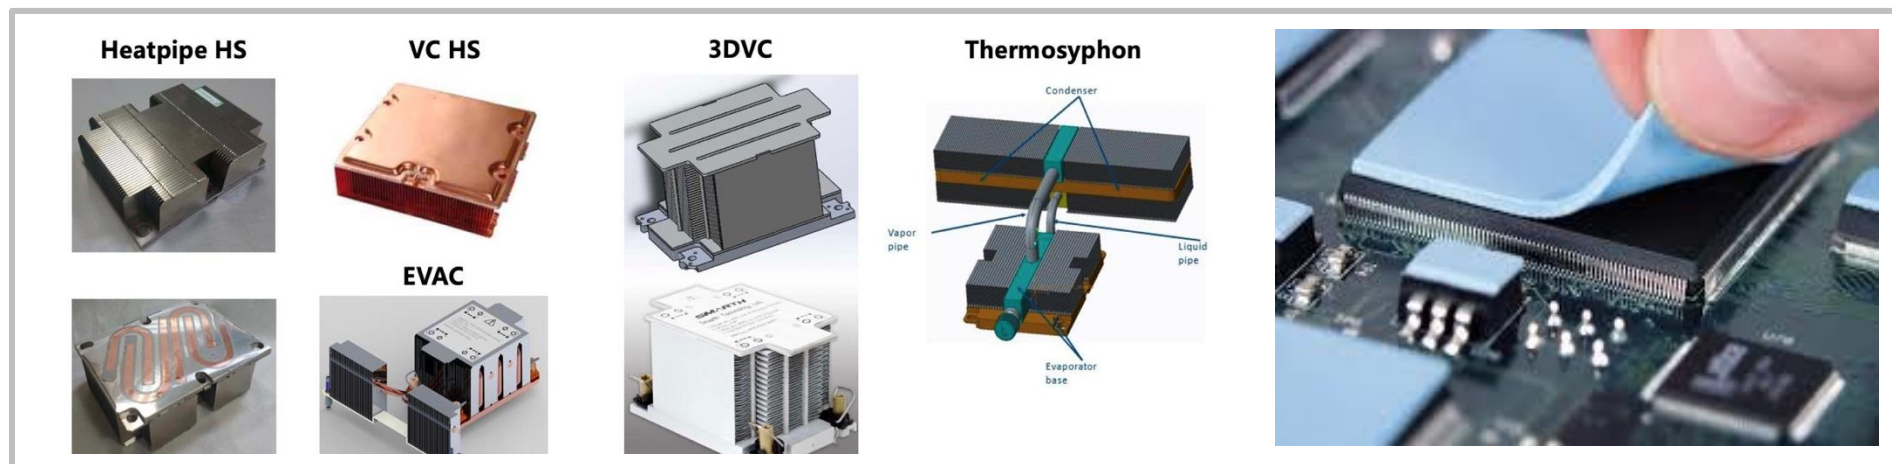 Heatpipe HS
VC HS
3DVC
Thermosyphon
Condenser
Vapor
pipe
Liquid
pipe
EVAC
SMARTH
Evaporator
base